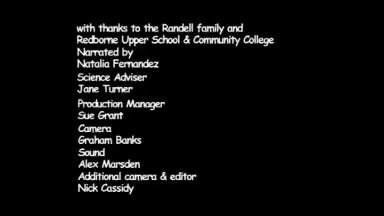 with thanks to the Randell family and
Redborne Upper School & Community College
Narrated by
Natalia Fernandez
Science Adviser
Jane Turner
Production Manager
Sue Grant
Camera
Graham Banks
Sound
Alex Marsden
Additional camera & editor
Nick Cassidy